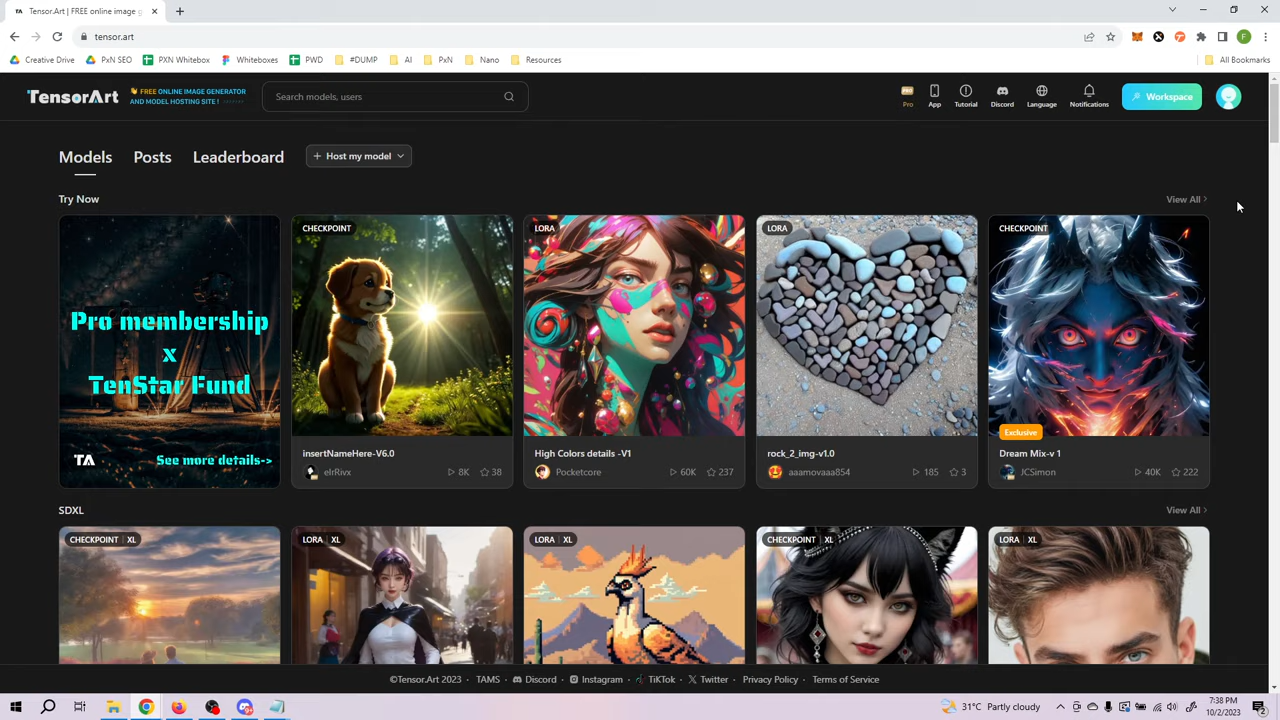 Tensor.Art | FREE online image g
tensor.art
Creative Drive
PxN SEO
PXN Whitebox
Whiteboxes
PWD
#DUMP
AI
PxN
Nano
Resources
All Bookmarks
TensorArt
FREE ONLINE IMAGE GENERATOR
AND MODEL HOSTING SITE !
Search models, users
Pro
App
Tutorial
Discord
Language
Notifications
Workspace
Models
Posts
Leaderboard
Host my model
Try Now
View All
Pro membership
x
TenStar Fund
TA
See more details->
CHECKPOINT
insertNameHere-V6.0
elrRivx
8K
38
LORA
High Colors details -V1
Pocketcore
60K
237
LORA
rock_2_img-v1.0
aaamovaaa854
185
3
CHECKPOINT
Exclusive
Dream Mix-v 1
JCSimon
40K
222
SDXL
View All
CHECKPOINT | XL
LORA | XL
LORA | XL
CHECKPOINT | XL
LORA | XL
©Tensor.Art 2023 · TAMS · Discord · Instagram · TikTok · Twitter · Privacy Policy · Terms of Service
31°C Partly cloudy
7:38 PM
10/2/2023
2